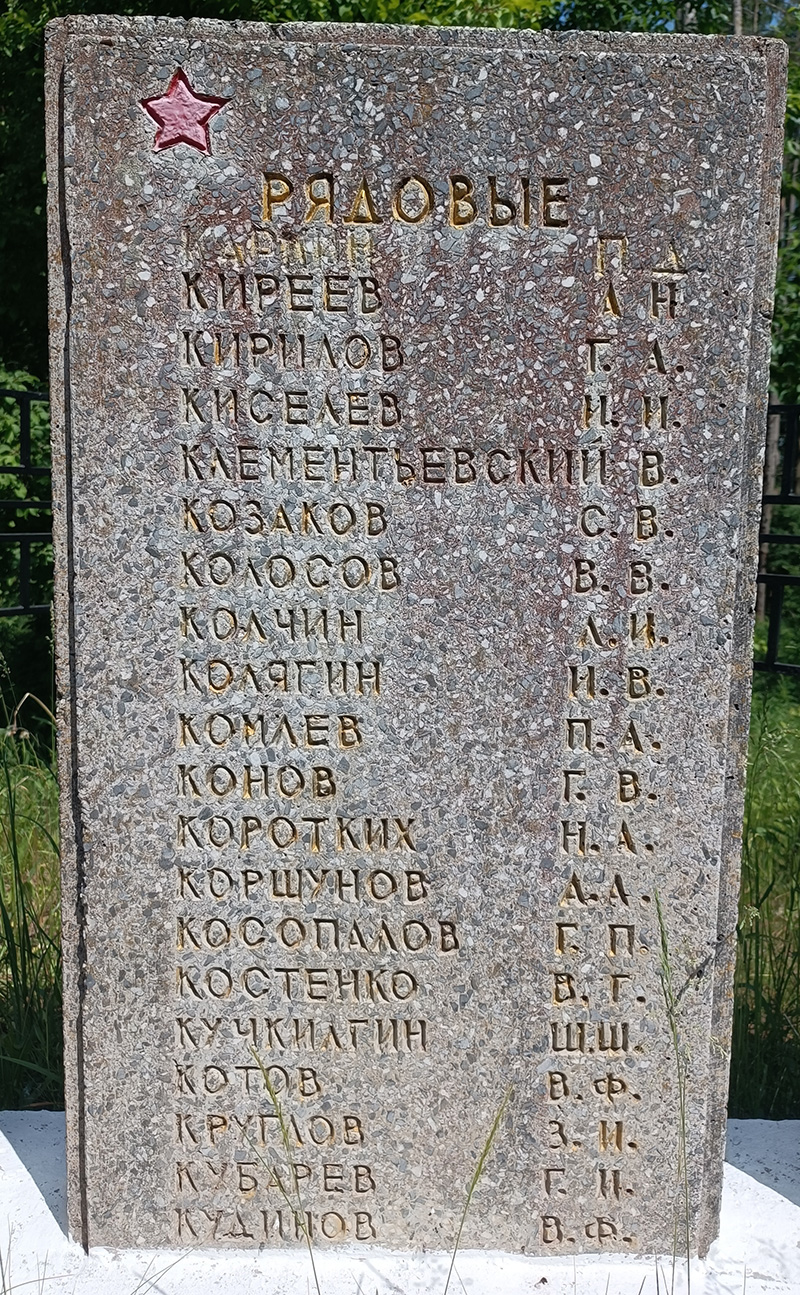 РЯДОВЫЕ
КАРПИН П Д
КИРЕЕВ А Н
КИРИЛОВ Г. А.
КИСЕЛЕВ И. И.
КЛЕМЕНТЬЕВСКИЙ В.
КОЗАКОВ С. В.
КОЛОСОВ В. В.
КОЛЧИН Л. И.
КОЛЯГИН И. В.
КОМЛЕВ П. А.
КОНОВ Г. В.
КОРОТКИХ Н. А.
КОРШУНОВ А. А.
КОСОПАЛОВ Г. П.
КОСТЕНКО В. Г.
КУЧКИЛГИН Ш. Ш.
КОТОВ В. Ф.
КРУГЛОВ З. И.
КУБАРЕВ Г. И.
КУДИНОВ В. Ф.